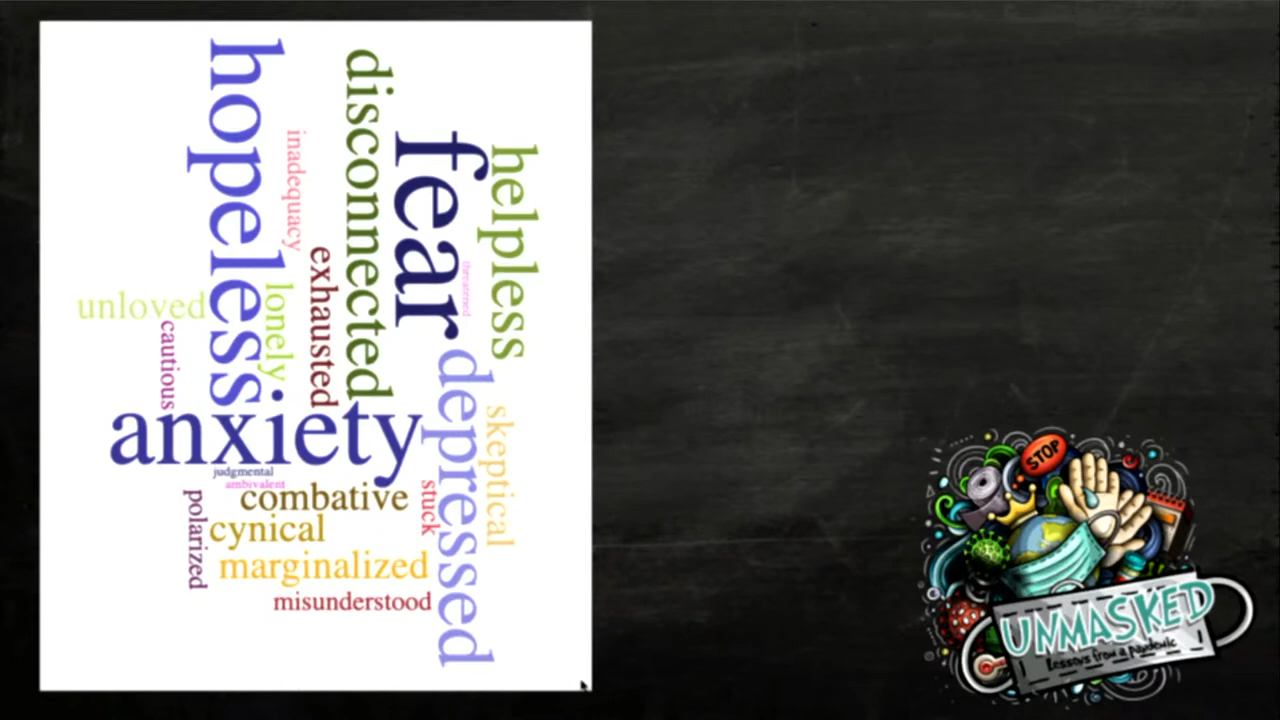 hopeless
disconnected
fear
helpless
inadequacy
exhausted
threatened
unloved
lonely
cautious
anxiety
depressed
skeptical
judgmental
ambivalent
combative
stuck
polarized
cynical
marginalized
misunderstood
STOP
UNMASKED
Lessons from a pandemic